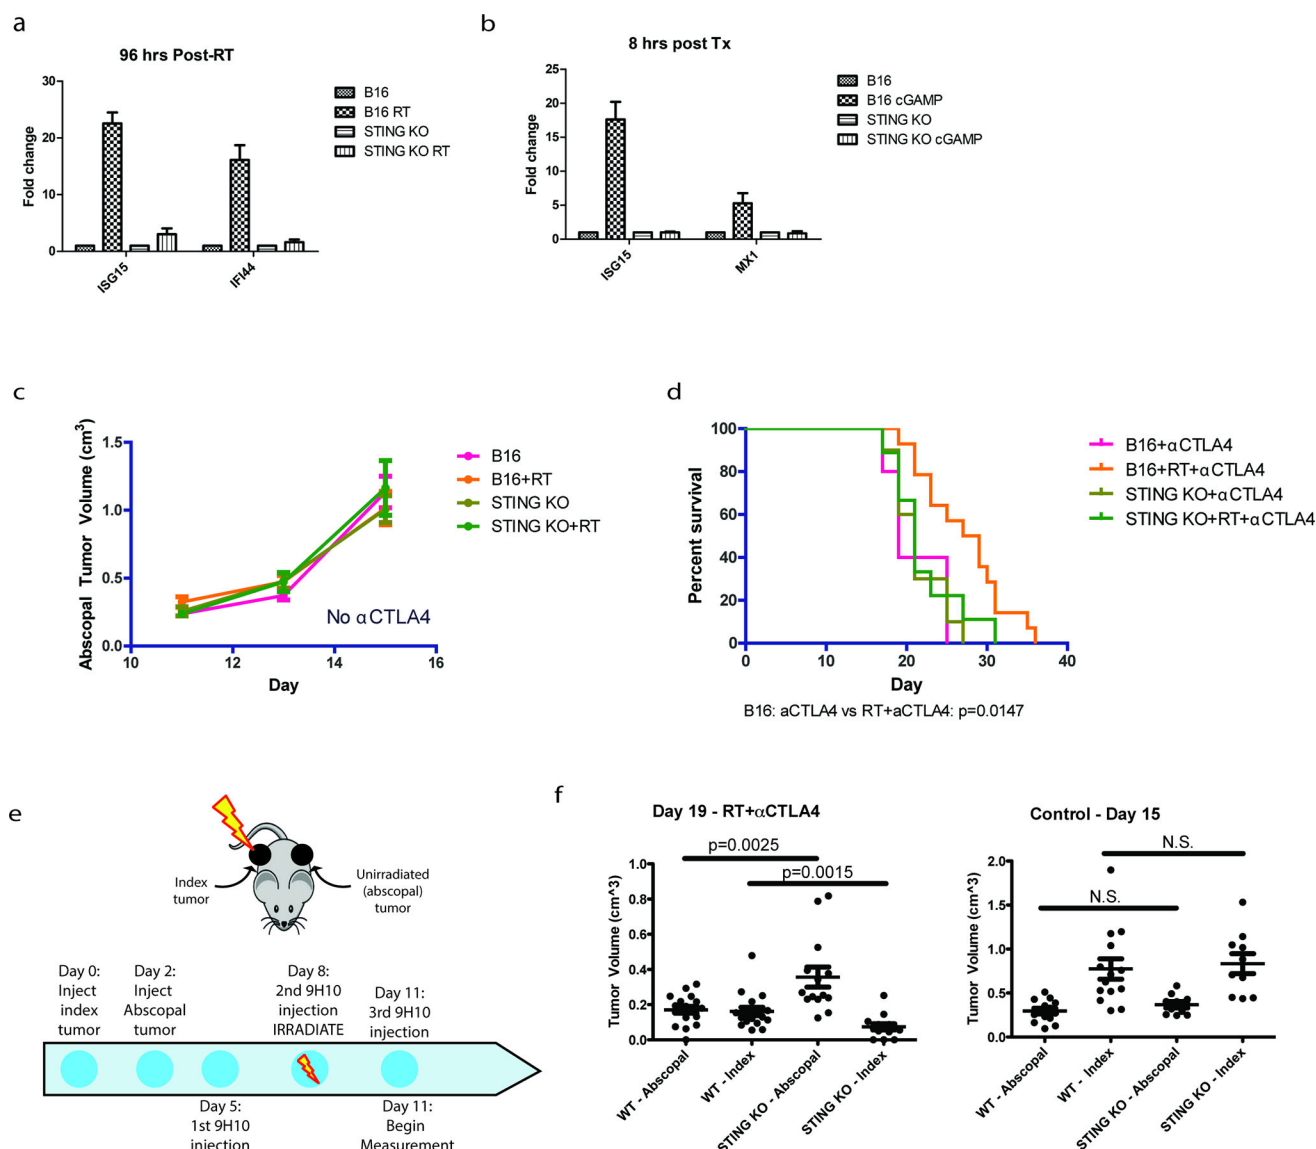 a
96 hrs Post-RT
Fold change
30
20
10
0
ISG15
IFI44
B16
B16 RT
STING KO
STING KO RT
b
8 hrs post Tx
Fold change
25
20
15
10
5
0
ISG15
MX1
B16
B16 cGAMP
STING KO
STING KO cGAMP
c
Abscopal Tumor Volume (cm³)
1.5
1.0
0.5
0.0
10
12
14
16
Day
No αCTLA4
B16
B16+RT
STING KO
STING KO+RT
d
Percent survival
100
80
60
40
20
0
0
10
20
30
40
Day
B16: aCTLA4 vs RT+aCTLA4: p=0.0147
B16+αCTLA4
B16+RT+αCTLA4
STING KO+αCTLA4
STING KO+RT+αCTLA4
e
Index
tumor
Unirradiated
(abscopal)
tumor
Day 0:
Inject
index
tumor
Day 2:
Inject
Abscopal
tumor
Day 8:
2nd 9H10
injection
IRRADIATE
Day 11:
3rd 9H10
injection
Day 5:
1st 9H10
injection
Day 11:
Begin
Measurement
f
Day 19 - RT+αCTLA4
p=0.0025
p=0.0015
Tumor Volume (cm^3)
1.0
0.8
0.6
0.4
0.2
0.0
WT - Abscopal
WT - Index
STING KO - Abscopal
STING KO - Index
Control - Day 15
N.S.
N.S.
Tumor Volume (cm^3)
2.0
1.5
1.0
0.5
0.0
WT - Abscopal
WT - Index
STING KO - Abscopal
STING KO - Index